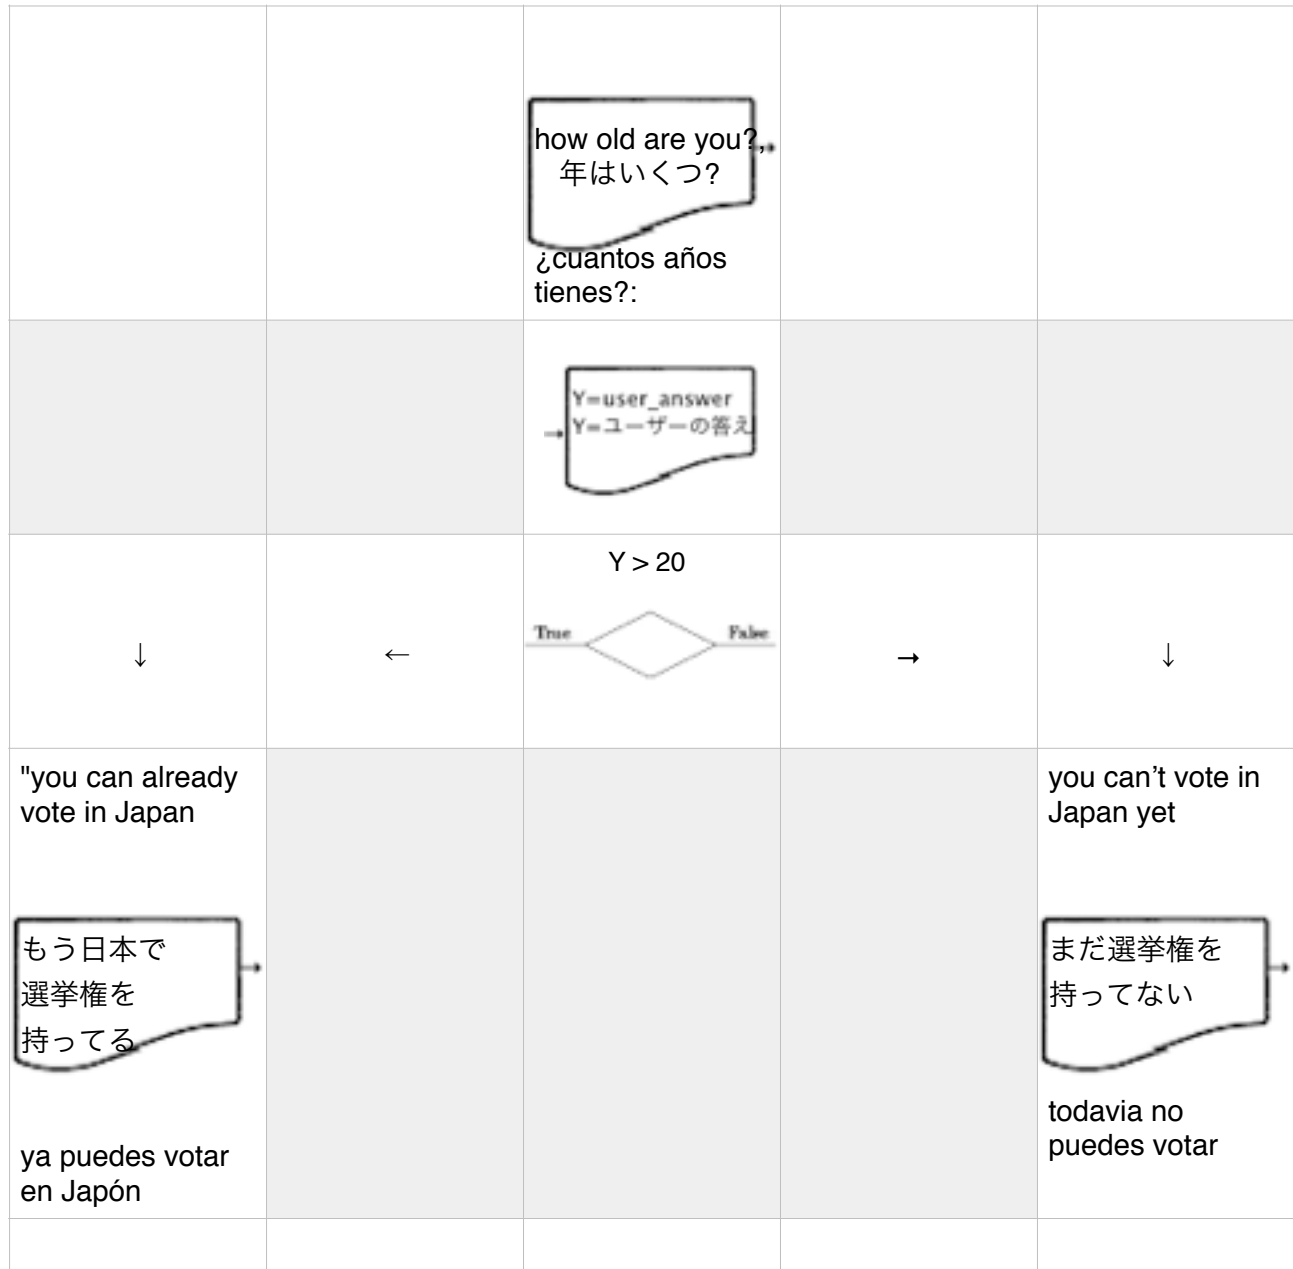 how old are you?,
年はいくつ?
¿cuantos años
tienes?:
Y=user_answer
Y=ユーザーの答え
Y > 20
True
False
↓
←
→
↓
"you can already
vote in Japan
もう日本で
選挙権を
持ってる
ya puedes votar
en Japón
you can’t vote in
Japan yet
まだ選挙権を
持ってない
todavia no
puedes votar